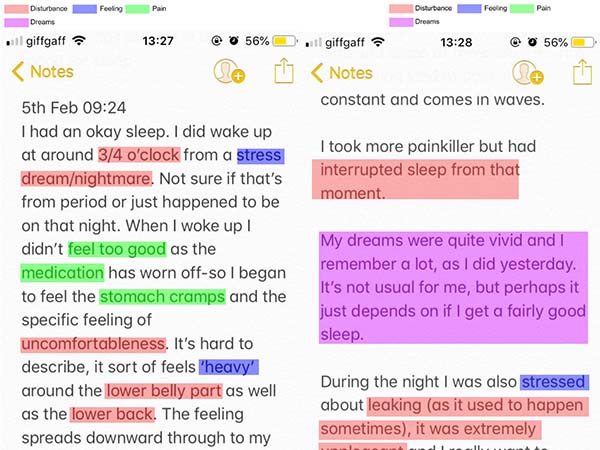 Disturbance Feeling Pain
Dreams
giffgaff 13:27 56%
Notes
5th Feb 09:24
I had an okay sleep. I did wake up
at around 3/4 o’clock from a stress
dream/nightmare. Not sure if that’s
from period or just happened to be
on that night. When I woke up I
didn’t feel too good as the
medication has worn off-so I began
to feel the stomach cramps and the
specific feeling of
uncomfortableness. It’s hard to
describe, it sort of feels ‘heavy’
around the lower belly part as well
as the lower back. The feeling
spreads downward through to my
Disturbance Feeling Pain
Dreams
giffgaff 13:28 56%
Notes
constant and comes in waves.
I took more painkiller but had
interrupted sleep from that
moment.
My dreams were quite vivid and I
remember a lot, as I did yesterday.
It’s not usual for me, but perhaps it
just depends on if I get a fairly good
sleep.
During the night I was also stressed
about leaking (as it used to happen
sometimes), it was extremely
unpleasant and I really want to